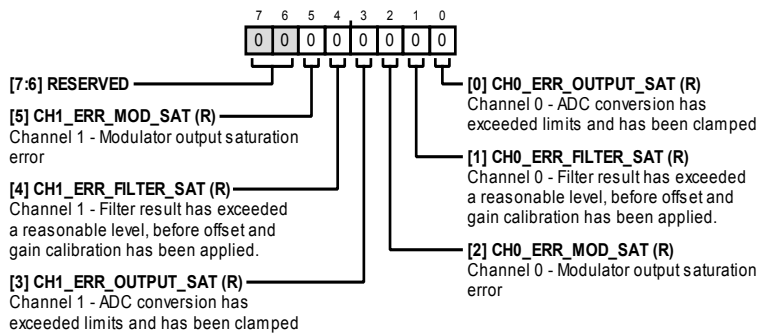 7 6 5 4 3 2 1 0
0 0 0 0 0 0 0 0
[7:6] RESERVED
[5] CH1_ERR_MOD_SAT (R)
Channel 1 - Modulator output saturation
error
[4] CH1_ERR_FILTER_SAT (R)
Channel 1 - Filter result has exceeded
a reasonable level, before offset and
gain calibration has been applied.
[3] CH1_ERR_OUTPUT_SAT (R)
Channel 1 - ADC conversion has
exceeded limits and has been clamped
[0] CH0_ERR_OUTPUT_SAT (R)
Channel 0 - ADC conversion has
exceeded limits and has been clamped
[1] CH0_ERR_FILTER_SAT (R)
Channel 0 - Filter result has exceeded
a reasonable level, before offset and
gain calibration has been applied.
[2] CH0_ERR_MOD_SAT (R)
Channel 0 - Modulator output saturation
error